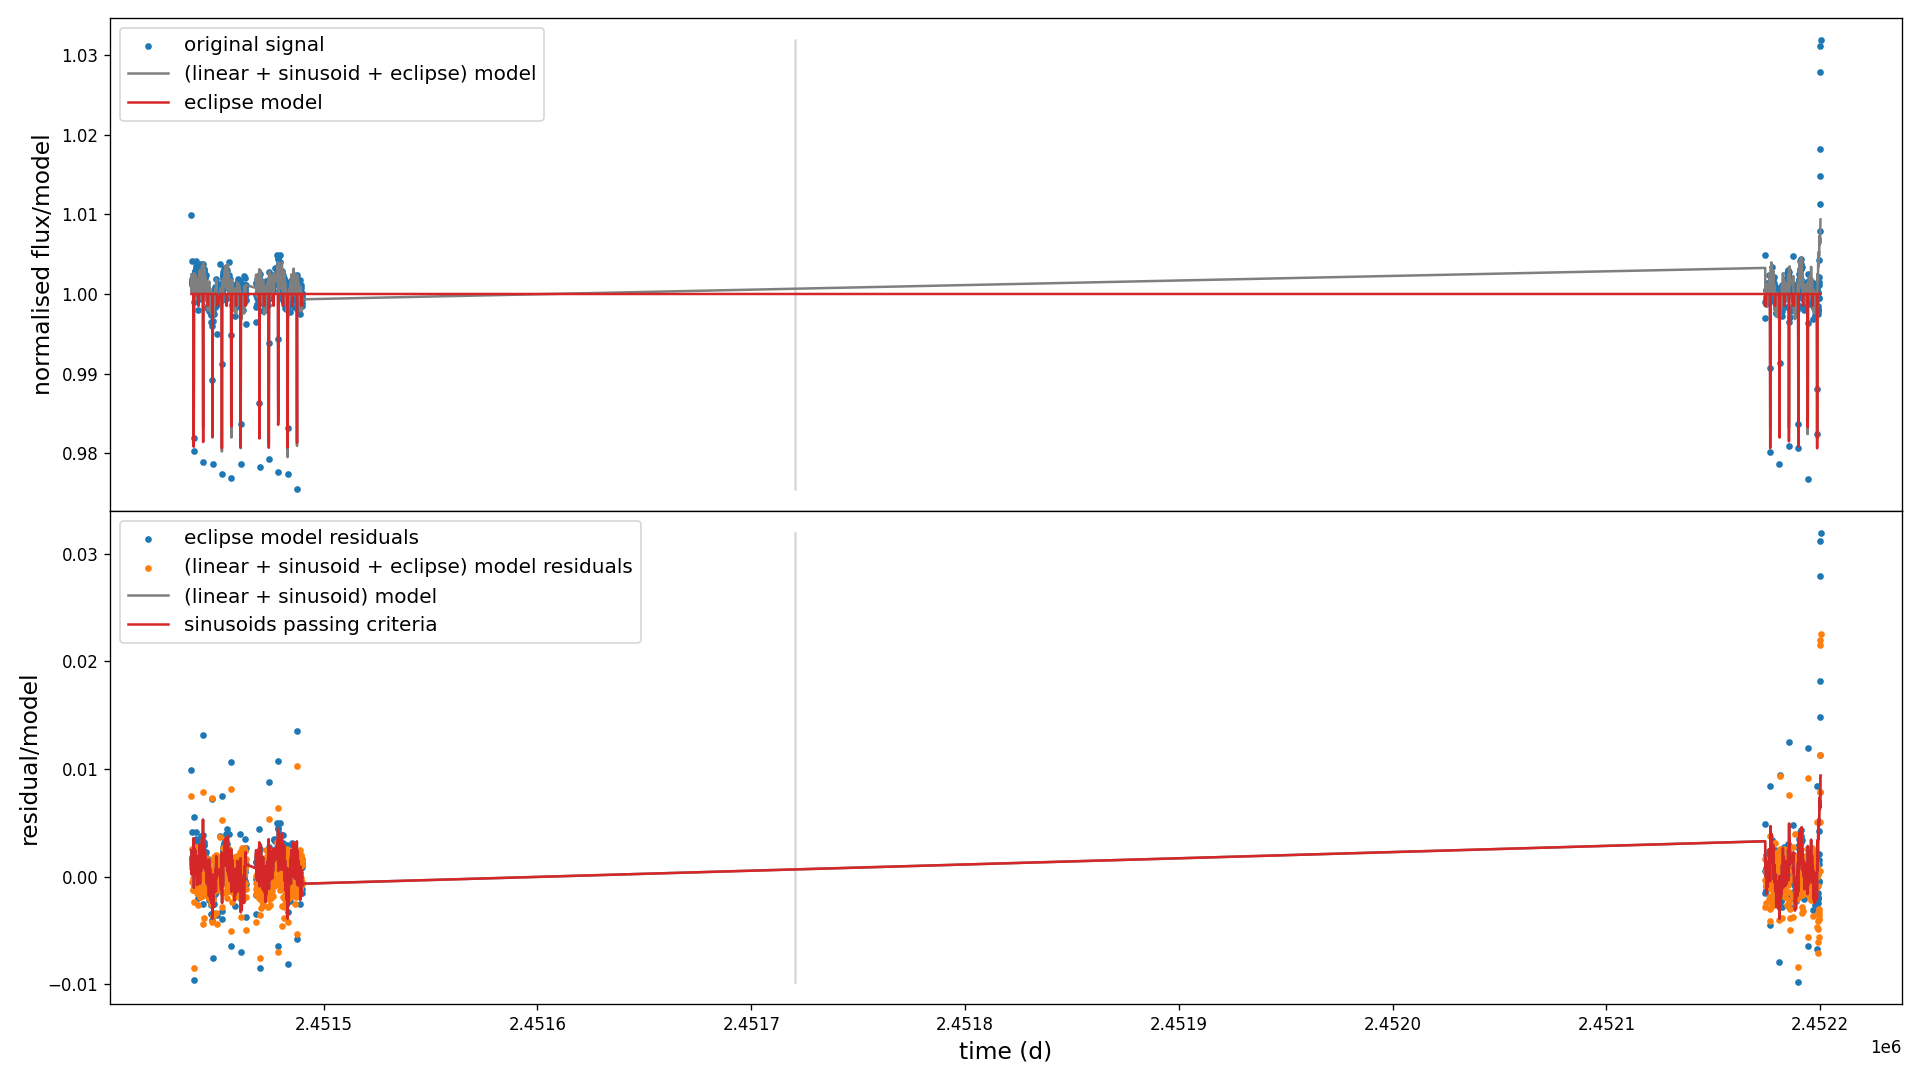 original signal
(linear + sinusoid + eclipse) model
eclipse model
normalised flux/model
1.03
1.02
1.01
1.00
0.99
0.98
eclipse model residuals
(linear + sinusoid + eclipse) model residuals
(linear + sinusoid) model
sinusoids passing criteria
residual/model
0.03
0.02
0.01
0.00
−0.01
2.4515 2.4516 2.4517 2.4518 2.4519 2.4520 2.4521 2.4522
1e6
time (d)